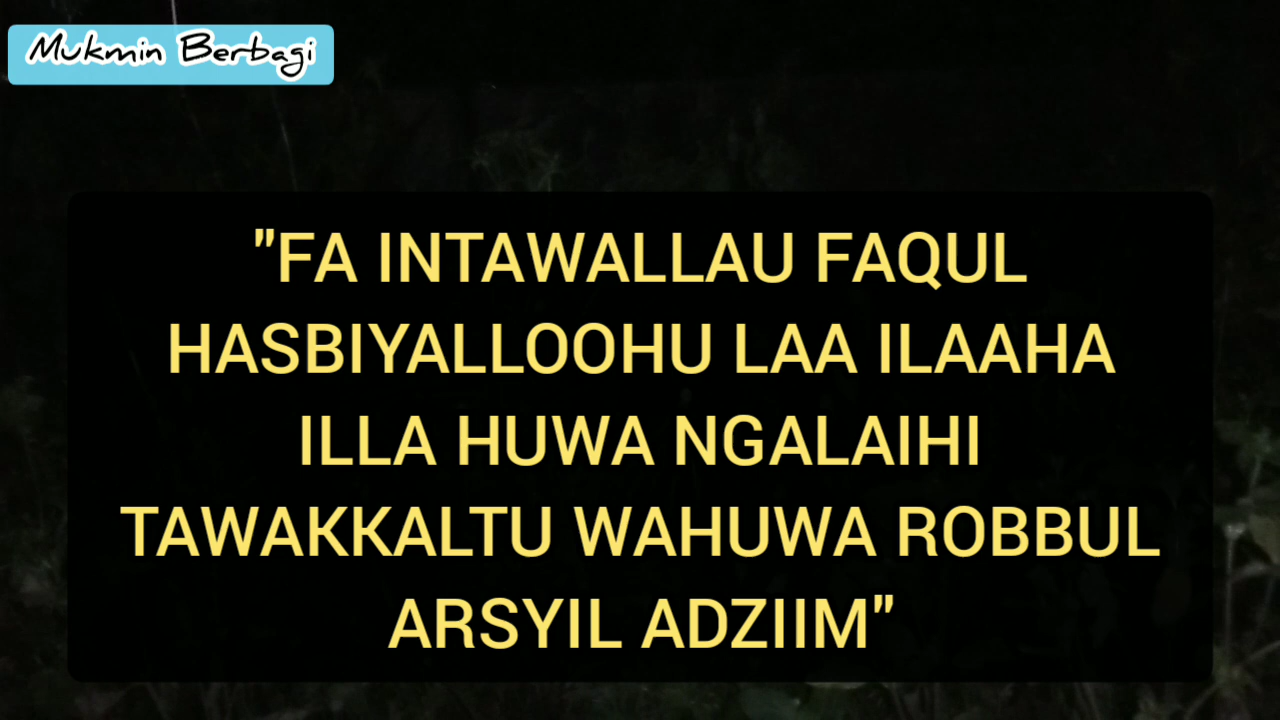 Mukmin Berbagi
"FA INTAWALLAU FAQUL
HASBIYALLOOHU LAA ILAAHA
ILLA HUWA NGALAIHI
TAWAKKALTU WAHUWA ROBBUL
ARSYIL ADZIIM"